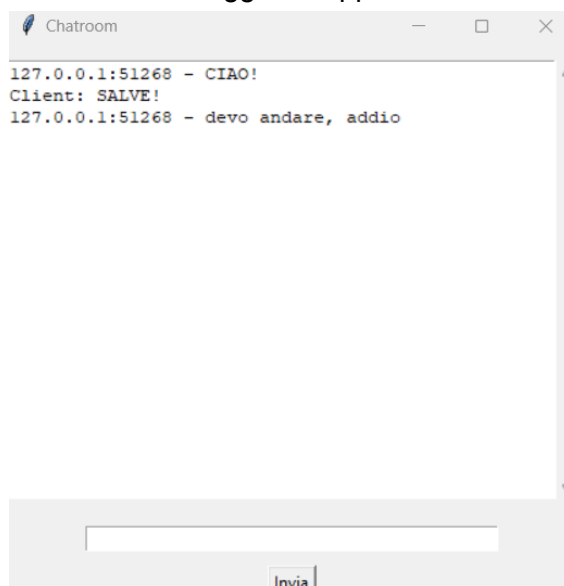 Chatroom
127.0.0.1:51268 - CIAO!
Client: SALVE!
127.0.0.1:51268 - devo andare, addio
Invia